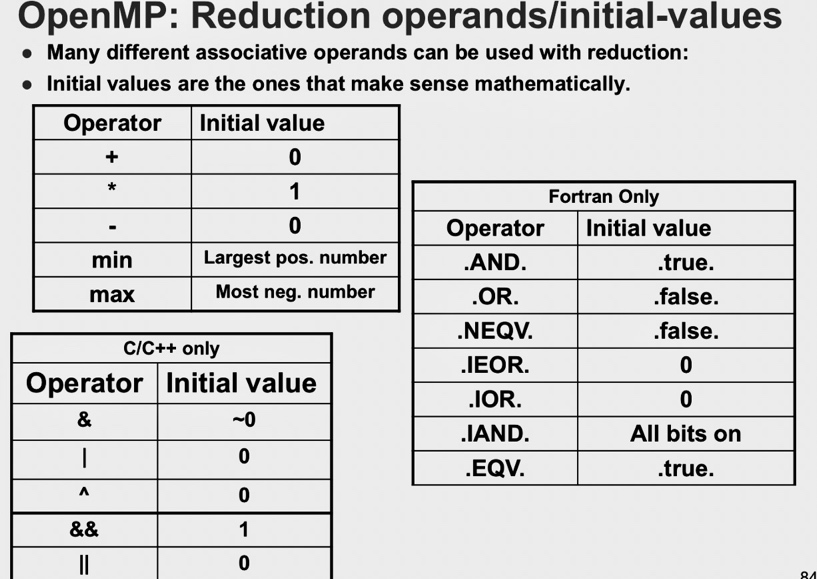 OpenMP: Reduction operands/initial-values
● Many different associative operands can be used with reduction:
● Initial values are the ones that make sense mathematically.
Operator Initial value
+ 0
* 1
- 0
min Largest pos. number
max Most neg. number
Fortran Only
Operator Initial value
.AND. .true.
.OR. .false.
.NEQV. .false.
.IEOR. 0
.IOR. 0
.IAND. All bits on
.EQV. .true.
C/C++ only
Operator Initial value
& ~0
| 0
^ 0
&& 1
|| 0
84